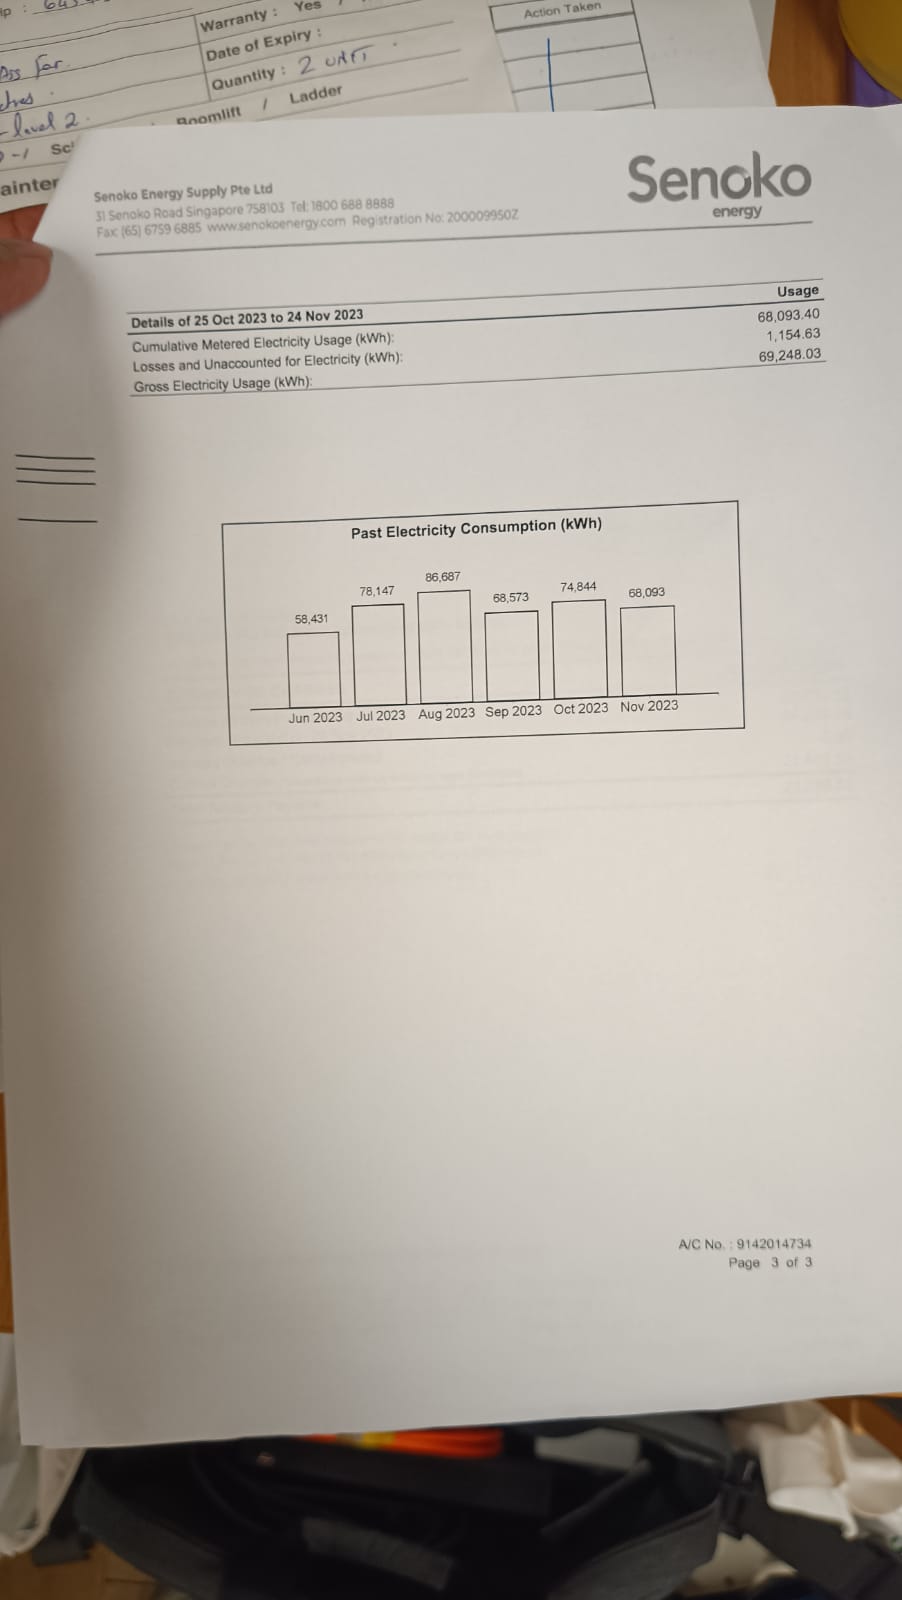 Warranty : Yes /
Date of Expiry :
Quantity : 2 UNIT
Action Taken
Ass for
level 2.
Boomlift / Ladder
Senoko Energy Supply Pte Ltd
31 Senoko Road Singapore 758103 Tel: 1800 688 8888
Fax: (65) 6759 6885 www.senokoenergy.com Registration No: 200009950Z
Senoko
energy
Details of 25 Oct 2023 to 24 Nov 2023 Usage
Cumulative Metered Electricity Usage (kWh): 68,093.40
Losses and Unaccounted for Electricity (kWh): 1,154.63
Gross Electricity Usage (kWh): 69,248.03
Past Electricity Consumption (kWh)
58,431 78,147 86,687 68,573 74,844 68,093
Jun 2023 Jul 2023 Aug 2023 Sep 2023 Oct 2023 Nov 2023
A/C No. : 9142014734
Page 3 of 3